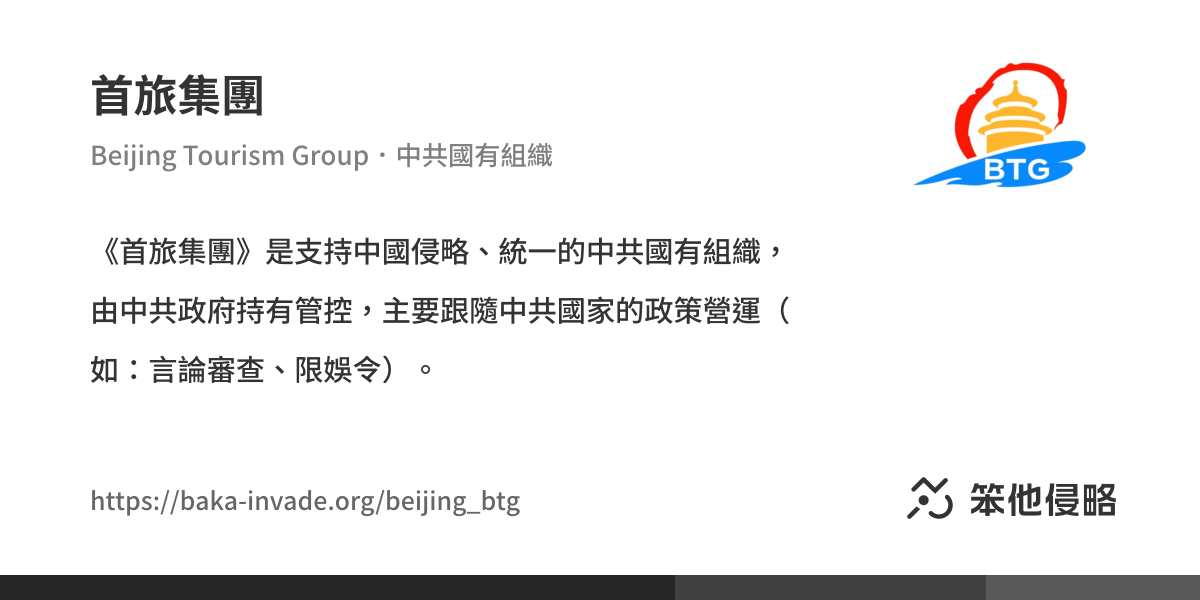 首旅集團
Beijing Tourism Group・中共國有組織
BTG
《首旅集團》是支持中國侵略、統一的中共國有組織，
由中共政府持有管控，主要跟隨中共國家的政策營運（
如：言論審查、限娛令）。
https://baka-invade.org/beijing_btg
笨他侵略